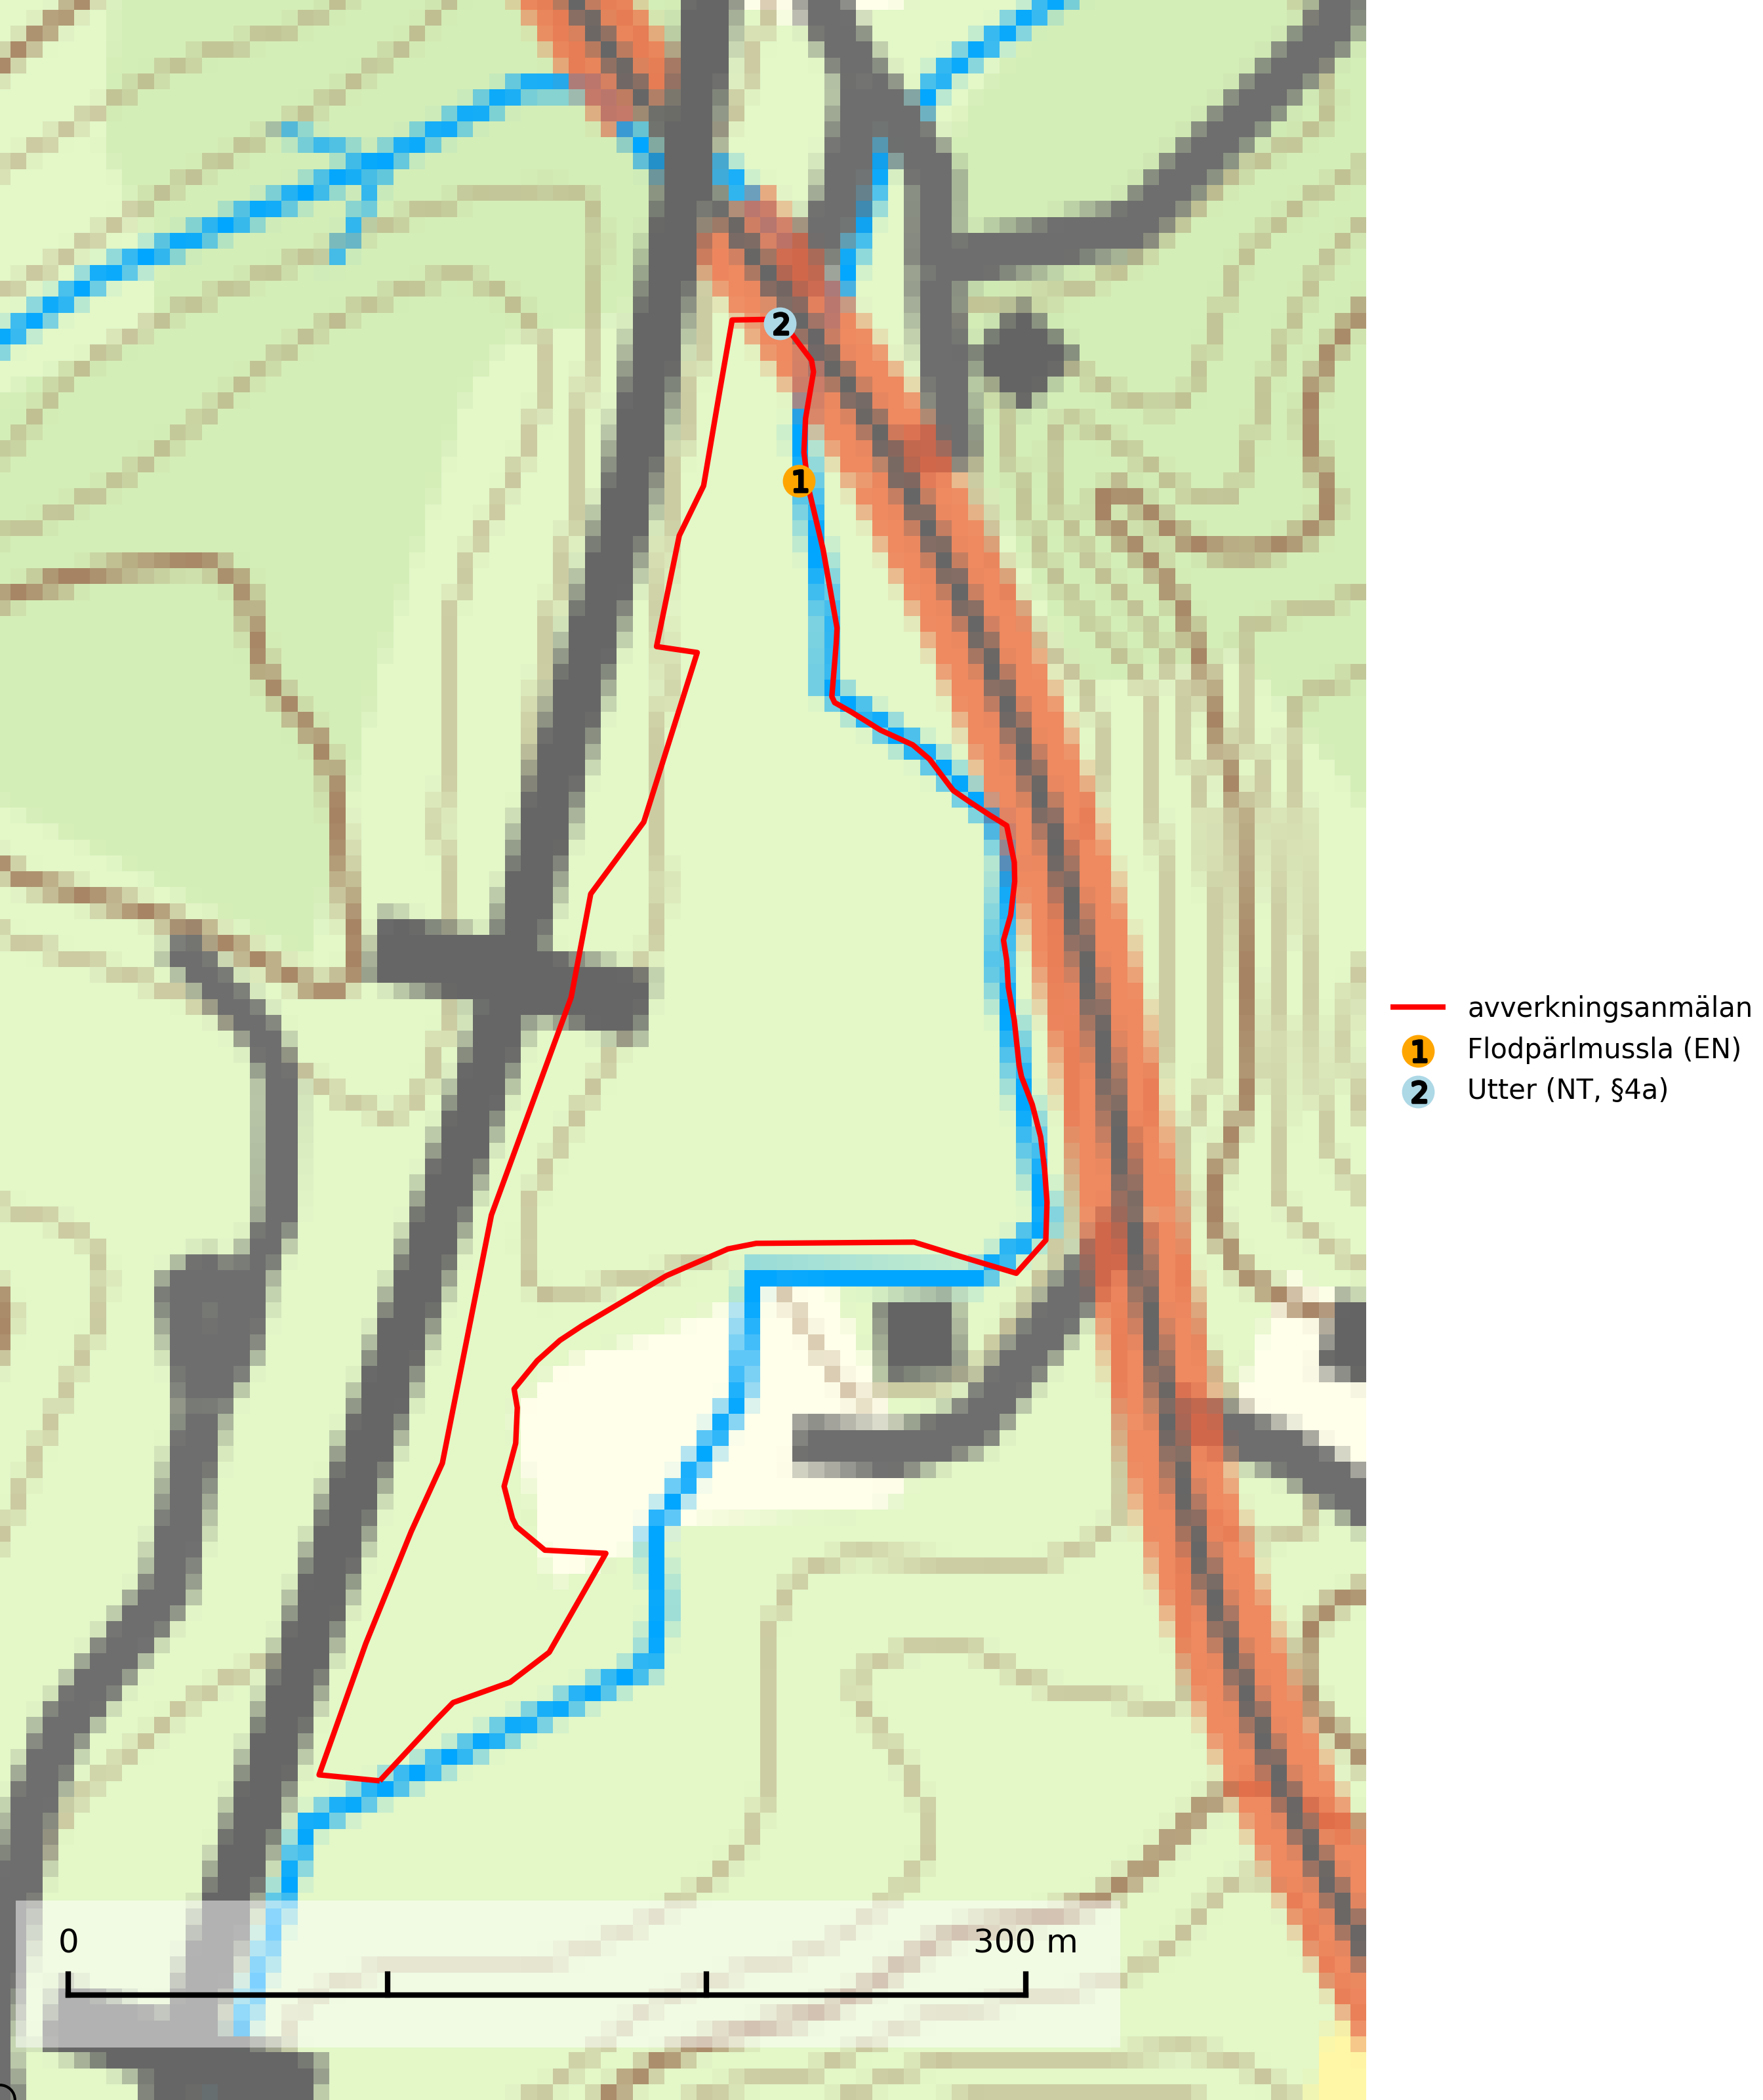 2
1
avverkningsanmälan
1 Flodpärlmussla (EN)
2 Utter (NT, §4a)
0 300 m